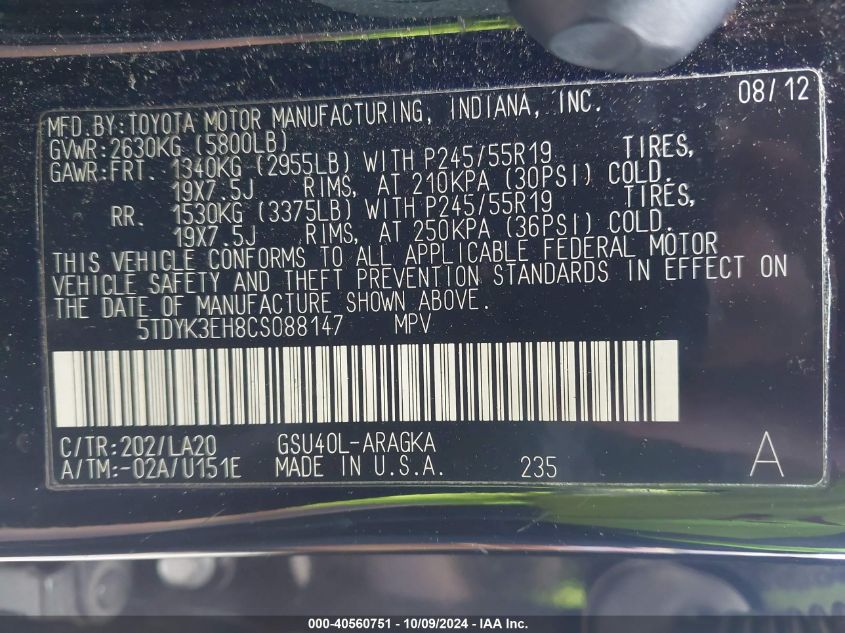 08/12
MFD.BY:TOYOTA MOTOR MANUFACTURING, INDIANA, INC.
GVWR:2630KG (5800LB)
GAWR:FRT. 1340KG (2955LB) WITH P245/55R19 TIRES,
19X7.5J RIMS, AT 210KPA (30PSI) COLD.
RR. 1530KG (3375LB) WITH P245/55R19 TIRES,
19X7.5J RIMS, AT 250KPA (36PSI) COLD.
THIS VEHICLE CONFORMS TO ALL APPLICABLE FEDERAL MOTOR
VEHICLE SAFETY AND THEFT PREVENTION STANDARDS IN EFFECT ON
THE DATE OF MANUFACTURE SHOWN ABOVE.
5TDYK3EH8CS088147 MPV
C/TR:202/LA20 GSU40L-ARAGKA
A/TM:-02A/U151E MADE IN U.S.A. 235 A
000-40560751 - 10/09/2024 - IAA Inc.